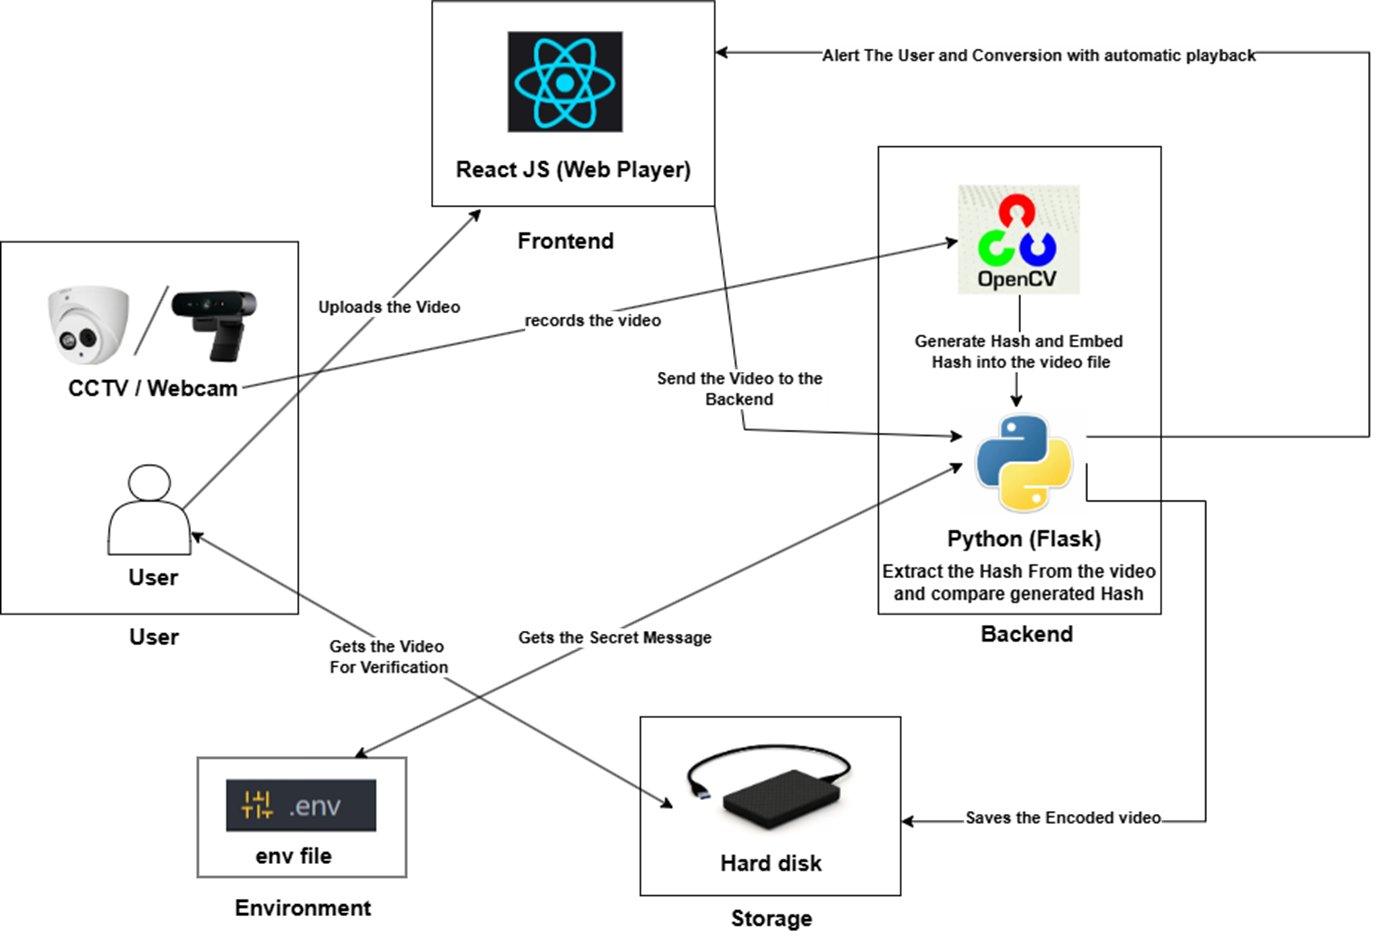 Alert The User and Conversion with automatic playback
React JS (Web Player)
Frontend
OpenCV
Uploads the Video
records the video
Generate Hash and Embed
Hash into the video file
CCTV / Webcam
Send the Video to the
Backend
Python (Flask)
Extract the Hash From the video
and compare generated Hash
Backend
User
User
Gets the Video
For Verification
Gets the Secret Message
.env
env file
Environment
Saves the Encoded video
Hard disk
Storage